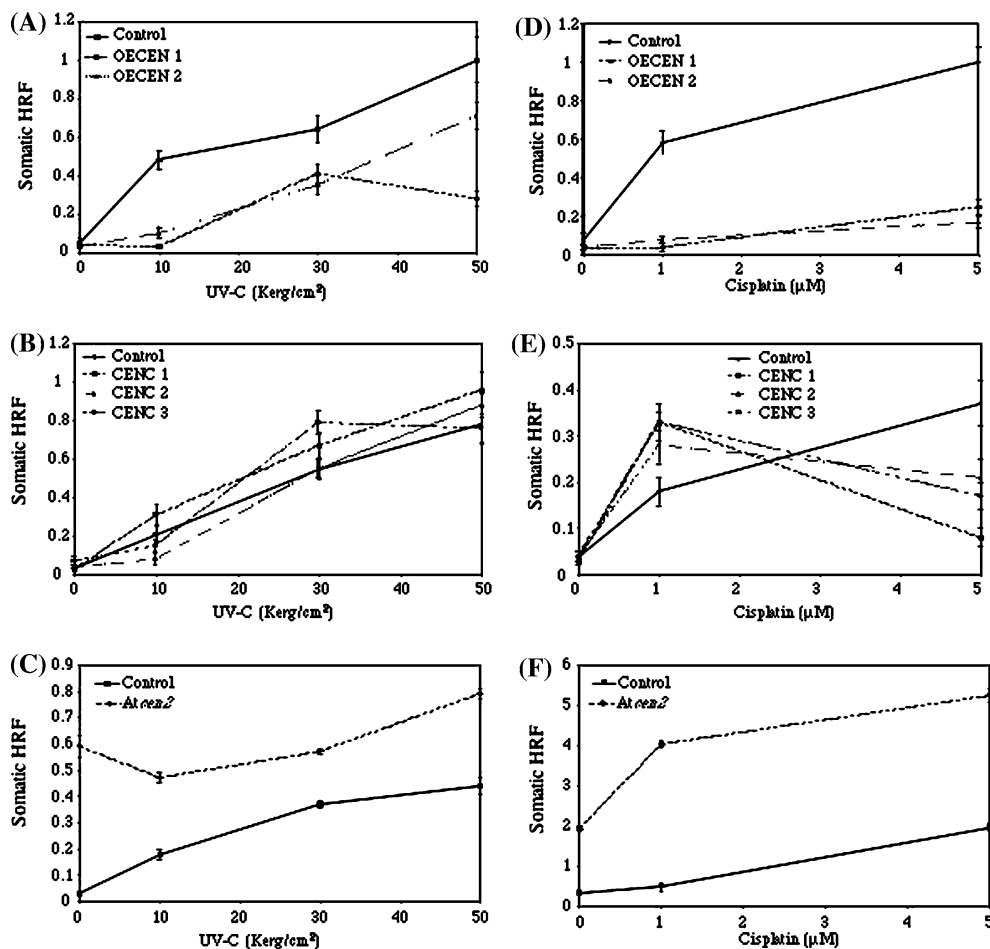 (A)
1.2
1
0.8
0.6
0.4
0.2
0
Somatic HRF
Control
OECEN 1
OECEN 2
0 10 20 30 40 50
UV-C (Kerg/cm²)
(D)
1.2
1
0.8
0.6
0.4
0.2
0
Somatic HRF
Control
OECEN 1
OECEN 2
0 1 2 3 4 5
Cisplatin (μM)
(B)
1.2
1
0.8
0.6
0.4
0.2
0
Somatic HRF
Control
CENC 1
CENC 2
CENC 3
0 10 20 30 40 50
UV-C (Kerg/cm²)
(E)
0.5
0.4
0.3
0.2
0.1
0
Somatic HRF
Control
CENC 1
CENC 2
CENC 3
0 1 2 3 4 5
Cisplatin (μM)
(C)
0.9
0.8
0.7
0.6
0.5
0.4
0.3
0.2
0.1
0
Somatic HRF
Control
Atcen2
0 10 20 30 40 50
UV-C (Kerg/cm²)
(F)
6
5
4
3
2
1
0
Somatic HRF
Control
Atcen2
0 1 2 3 4 5
Cisplatin (μM)